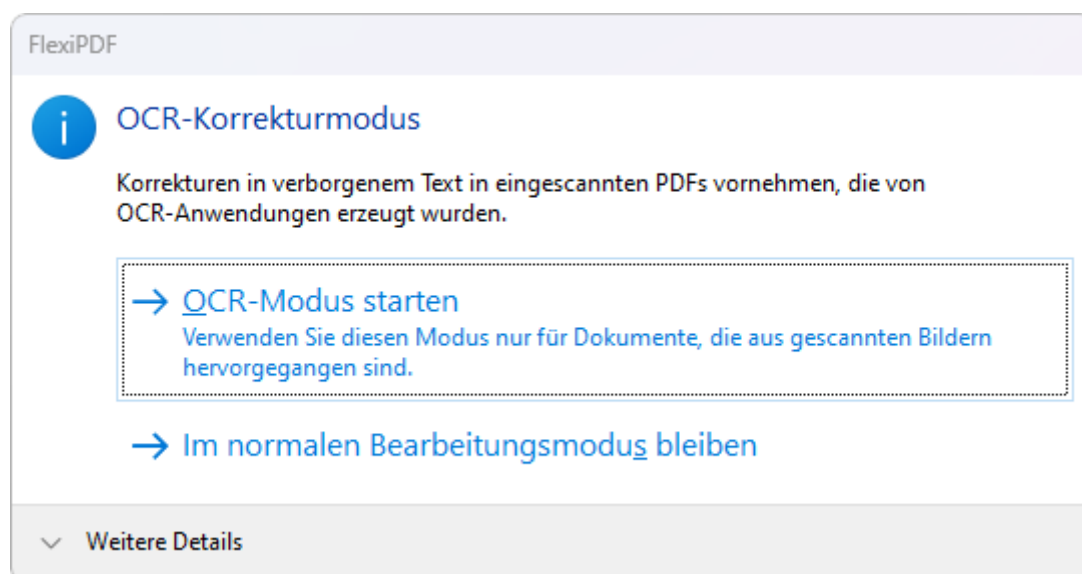 FlexiPDF
OCR-Korrekturmodus
Korrekturen in verborgenem Text in eingescannten PDFs vornehmen, die von
OCR-Anwendungen erzeugt wurden.
OCR-Modus starten
Verwenden Sie diesen Modus nur für Dokumente, die aus gescannten Bildern
hervorgegangen sind.
Im normalen Bearbeitungsmodus bleiben
Weitere Details